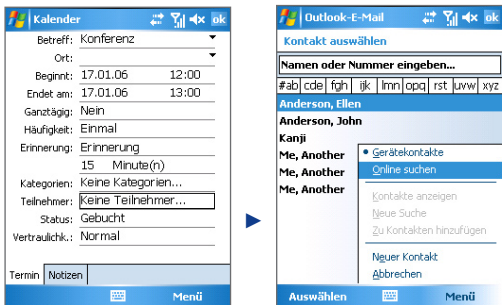 Kalender ok
Betreff: Konferenz
Ort:
Beginnt: 17.01.06 12:00
Endet am: 17.01.06 13:00
Ganztägig: Nein
Häufigkeit: Einmal
Erinnerung: Erinnerung
15 Minute(n)
Kategorien: Keine Kategorien...
Teilnehmer: Keine Teilnehmer...
Status: Gebucht
Vertraulichk.: Normal
Termin Notizen
Menü
Outlook-E-Mail ok
Kontakt auswählen
Namen oder Nummer eingeben...
#ab cde fgh ijk lmn opq rst uvw xyz
Anderson, Ellen
Anderson, John
Kanji
Me, Another
Me, Another
Me, Another
Gerätekontakte
Online suchen
Kontakte anzeigen
Neue Suche
Zu Kontakten hinzufügen
Neuer Kontakt
Abbrechen
Auswählen Menü